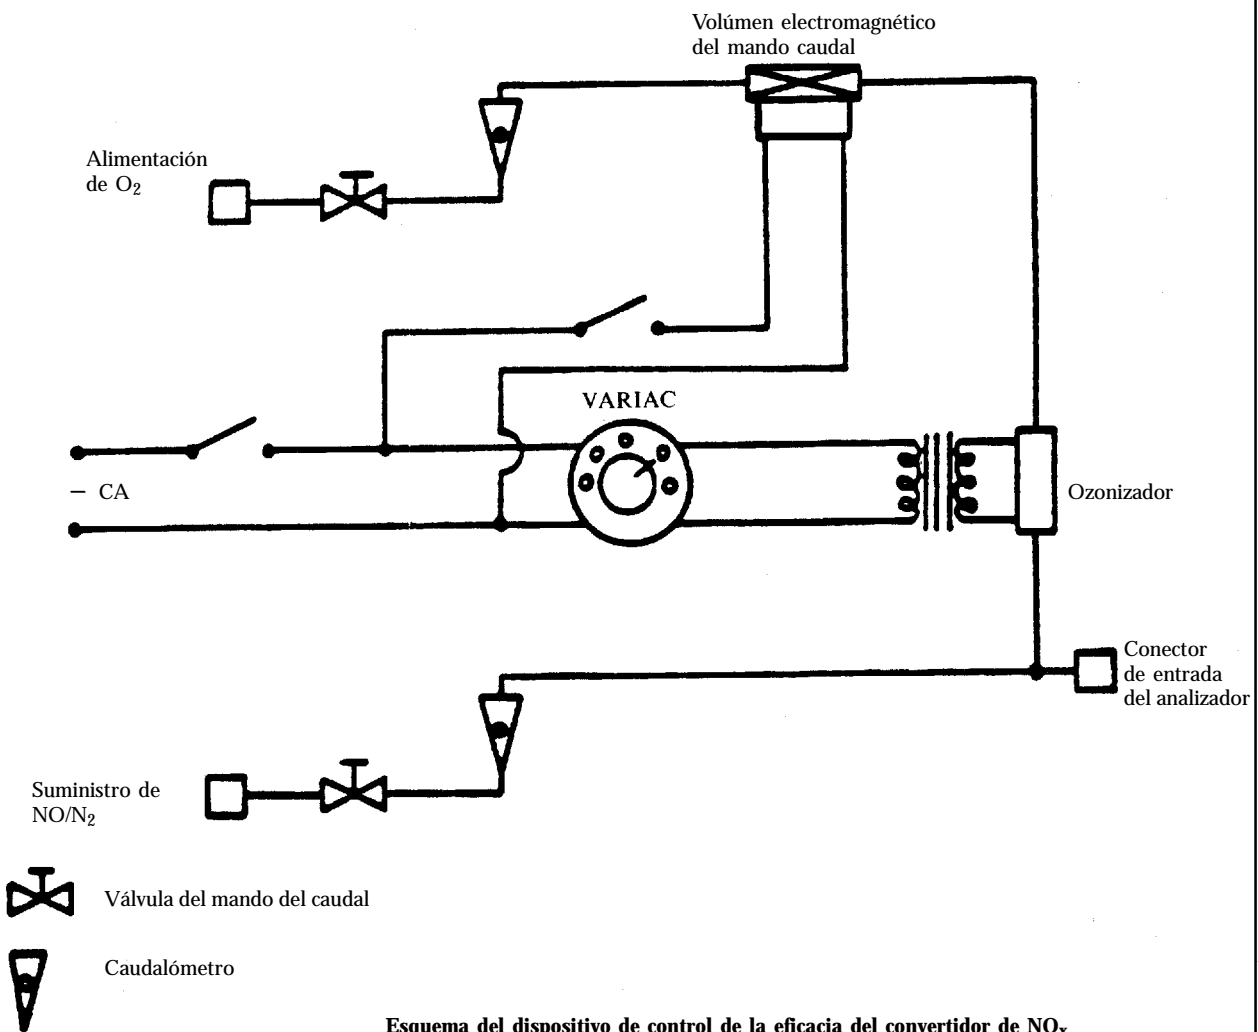 Volúmen electromagnético
del mando caudal
Alimentación
de O₂
VARIAC
– CA
Ozonizador
Conector
de entrada
del analizador
Suministro de
NO/N₂
Válvula del mando del caudal
Caudalómetro
Esquema del dispositivo de control de la eficacia del convertidor de NOₓ